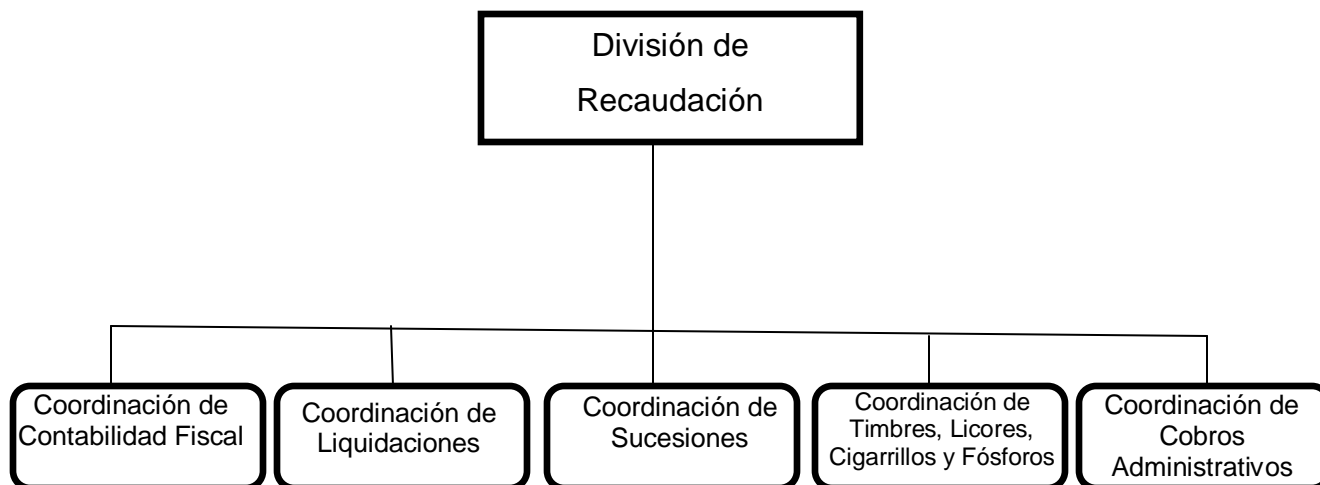 División de
Recaudación
Coordinación de
Contabilidad Fiscal
Coordinación de
Liquidaciones
Coordinación de
Sucesiones
Coordinación de
Timbres, Licores,
Cigarrillos y Fósforos
Coordinación de
Cobros
Administrativos